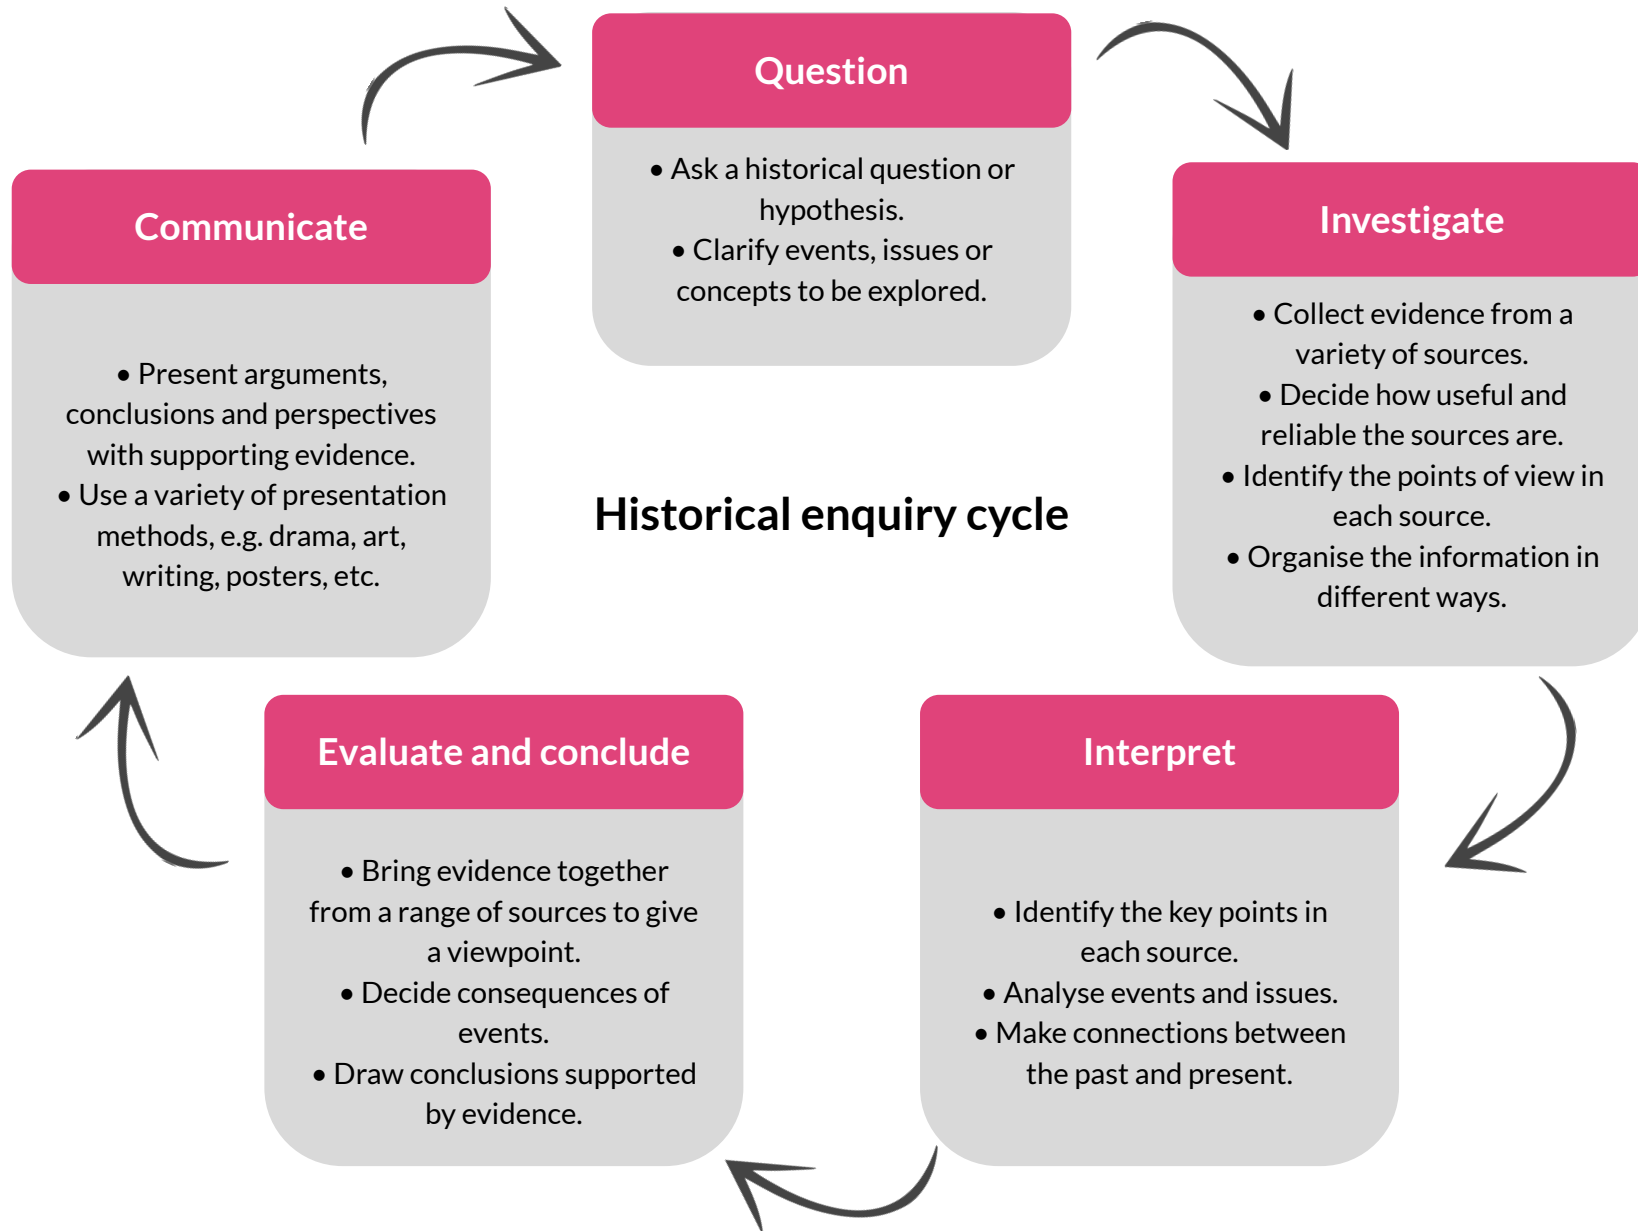 Question
• Ask a historical question or
hypothesis.
• Clarify events, issues or
concepts to be explored.
Investigate
• Collect evidence from a
variety of sources.
• Decide how useful and
reliable the sources are.
• Identify the points of view in
each source.
• Organise the information in
different ways.
Interpret
• Identify the key points in
each source.
• Analyse events and issues.
• Make connections between
the past and present.
Evaluate and conclude
• Bring evidence together
from a range of sources to give
a viewpoint.
• Decide consequences of
events.
• Draw conclusions supported
by evidence.
Communicate
• Present arguments,
conclusions and perspectives
with supporting evidence.
• Use a variety of presentation
methods, e.g. drama, art,
writing, posters, etc.
Historical enquiry cycle